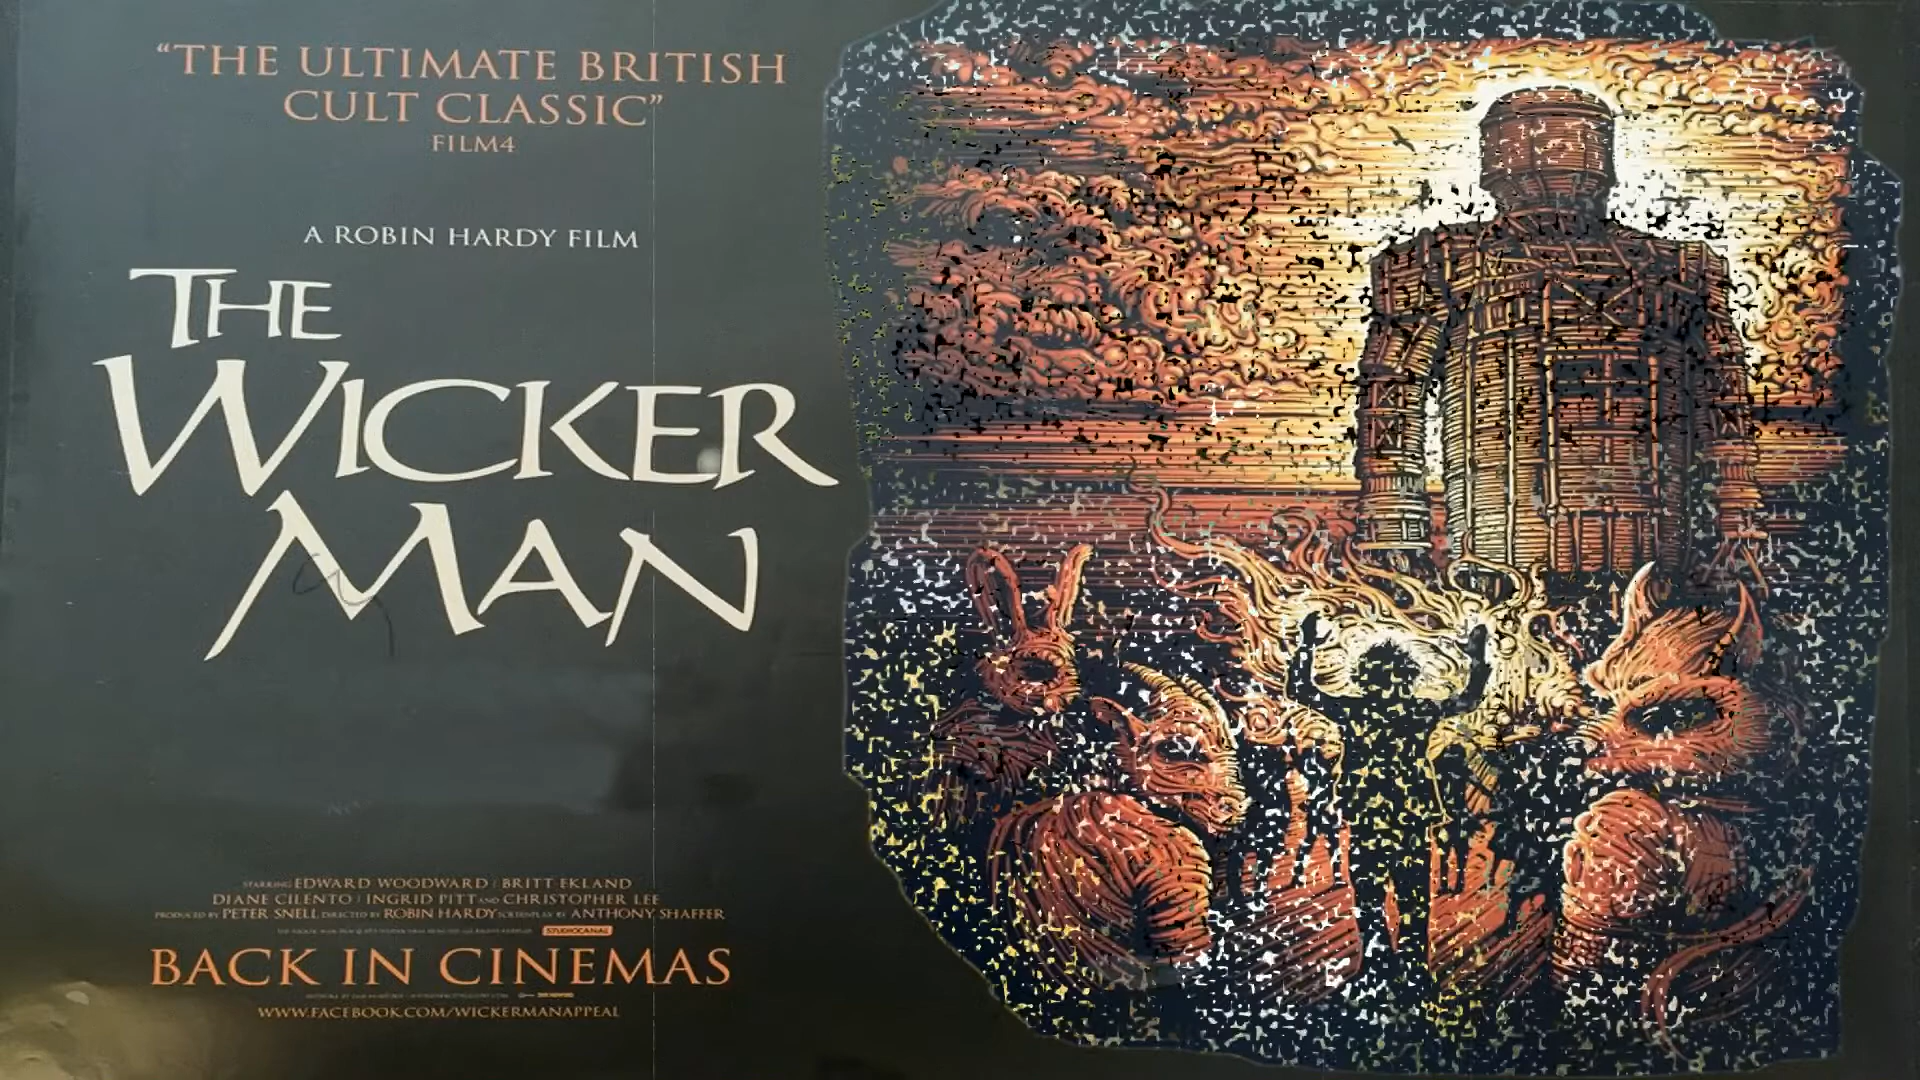 “THE ULTIMATE BRITISH
CULT CLASSIC”
FILM4
A ROBIN HARDY FILM
THE
WICKER
MAN
STARRING EDWARD WOODWARD / BRITT EKLAND
DIANE CILENTO / INGRID PITT AND CHRISTOPHER LEE
PRODUCED BY PETER SNELL DIRECTED BY ROBIN HARDY SCREENPLAY BY ANTHONY SHAFFER
STUDIOCANAL
BACK IN CINEMAS
WWW.FACEBOOK.COM/WICKERMANAPPEAL